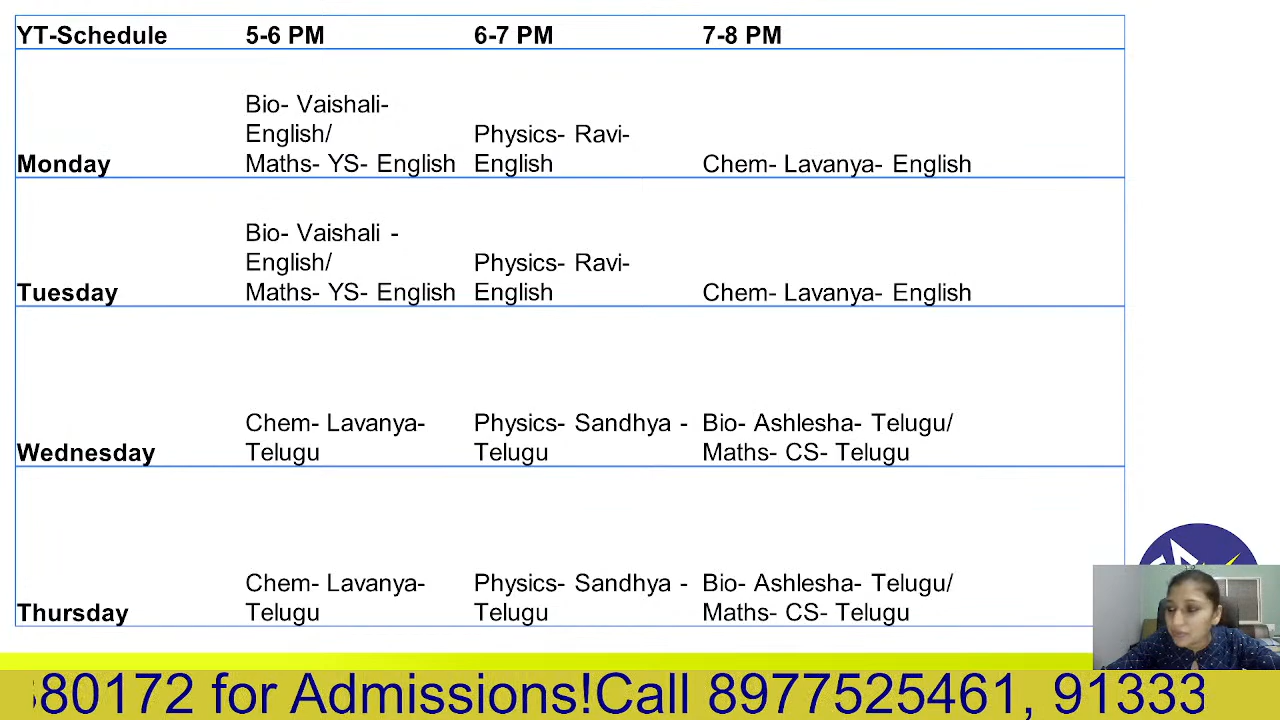 YT-Schedule 5-6 PM 6-7 PM 7-8 PM
Bio- Vaishali-
English/ Physics- Ravi-
Monday Maths- YS- English English Chem- Lavanya- English
Bio- Vaishali -
English/ Physics- Ravi-
Tuesday Maths- YS- English English Chem- Lavanya- English
Chem- Lavanya- Physics- Sandhya - Bio- Ashlesha- Telugu/
Wednesday Telugu Telugu Maths- CS- Telugu
Chem- Lavanya- Physics- Sandhya - Bio- Ashlesha- Telugu/
Thursday Telugu Telugu Maths- CS- Telugu
80172 for Admissions!Call 8977525461, 91333